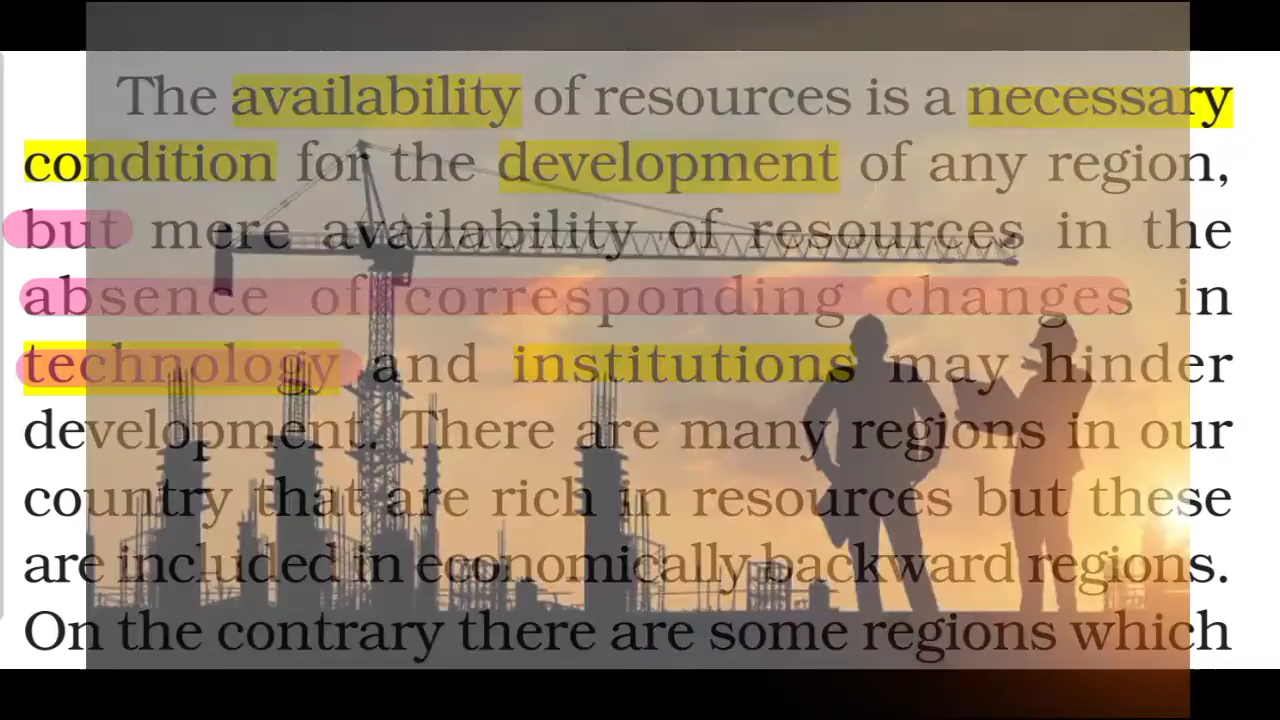 The availability of resources is a necessary
condition for the development of any region,
but mere availability of resources in the
absence of corresponding changes in
technology and institutions may hinder
development. There are many regions in our
country that are rich in resources but these
are included in economically backward regions.
On the contrary there are some regions which